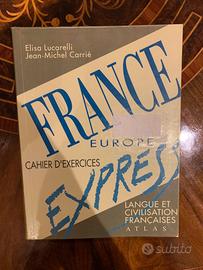 Elisa Lucarelli
Jean-Michel Carrié
FRANCE
EUROPE
CAHIER D'EXERCICES
EXPRESS
LANGUE ET
CIVILISATION
FRANÇAISES
ATLAS
subito